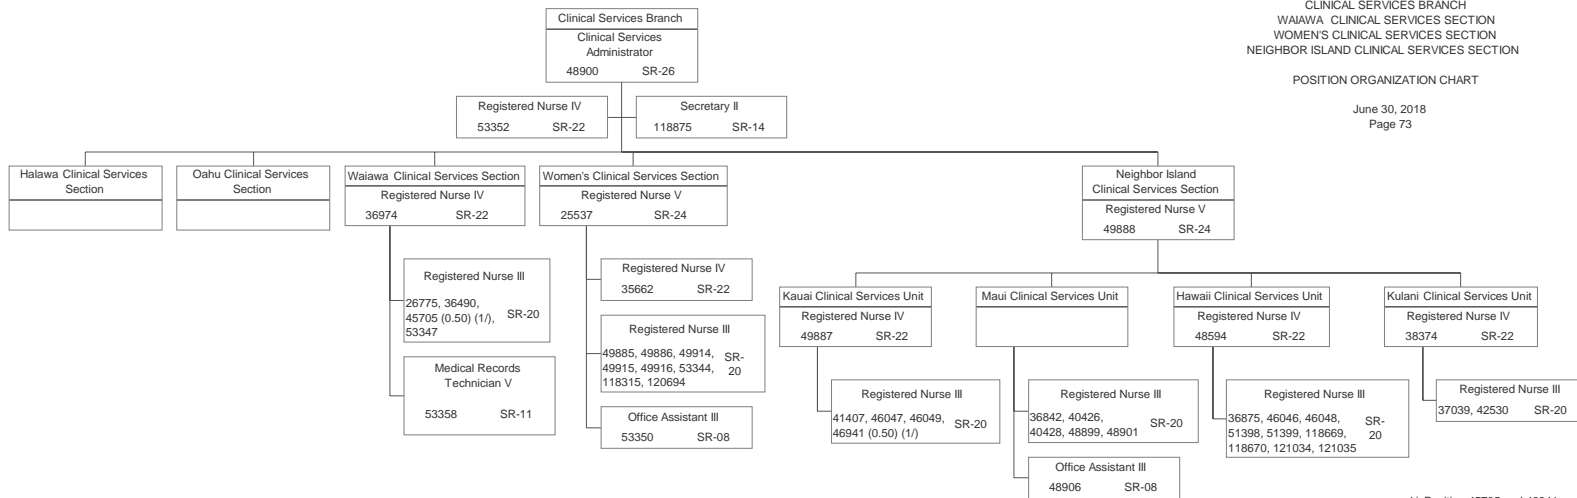 CLINICAL SERVICES BRANCH
WAIAWA CLINICAL SERVICES SECTION
WOMEN'S CLINICAL SERVICES SECTION
NEIGHBOR ISLAND CLINICAL SERVICES SECTION
POSITION ORGANIZATION CHART
June 30, 2018
Page 73
Clinical Services Branch
Clinical Services
Administrator
48900 SR-26
Registered Nurse IV
53352 SR-22
Secretary II
118875 SR-14
Halawa Clinical Services
Section
Oahu Clinical Services
Section
Waiawa Clinical Services Section
Registered Nurse IV
36974 SR-22
Registered Nurse III
26775, 36490,
45705 (0.50) (1/), SR-20
53347
Medical Records
Technician V
53358 SR-11
Women's Clinical Services Section
Registered Nurse V
25537 SR-24
Registered Nurse IV
35662 SR-22
Registered Nurse III
49885, 49886, 49914, SR-
49915, 49916, 53344, 20
118315, 120694
Office Assistant III
53350 SR-08
Neighbor Island
Clinical Services Section
Registered Nurse V
49888 SR-24
Kauai Clinical Services Unit
Registered Nurse IV
49887 SR-22
Registered Nurse III
41407, 46047, 46049, SR-20
46941 (0.50) (1/)
Maui Clinical Services Unit
Registered Nurse III
36842, 40426, SR-20
40428, 48899, 48901
Office Assistant III
48906 SR-08
Hawaii Clinical Services Unit
Registered Nurse IV
48594 SR-22
Registered Nurse III
36875, 46046, 46048, SR-
51398, 51399, 118669, 20
118670, 121034, 121035
Kulani Clinical Services Unit
Registered Nurse IV
38374 SR-22
Registered Nurse III
37039, 42530 SR-20